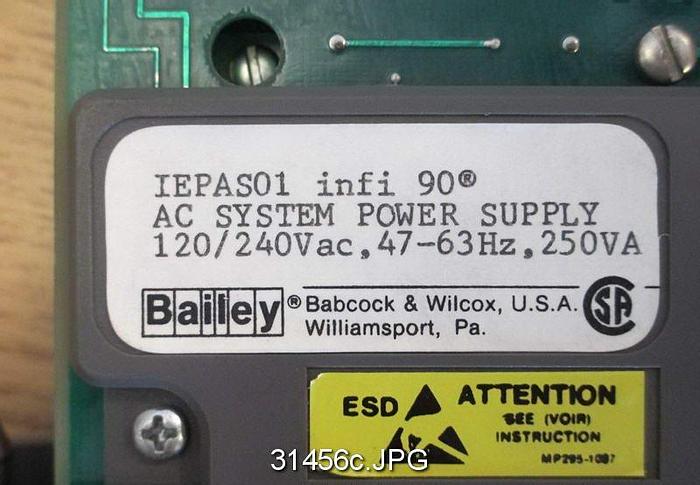 IEPAS01 infi 90®
AC SYSTEM POWER SUPPLY
120/240Vac, 47-63Hz, 250VA
Bailey® Babcock & Wilcox, U.S.A.
Williamsport, Pa.
SA
ESD ATTENTION
SEE (VOIR)
INSTRUCTION
MP295-1087
31456c.JPG